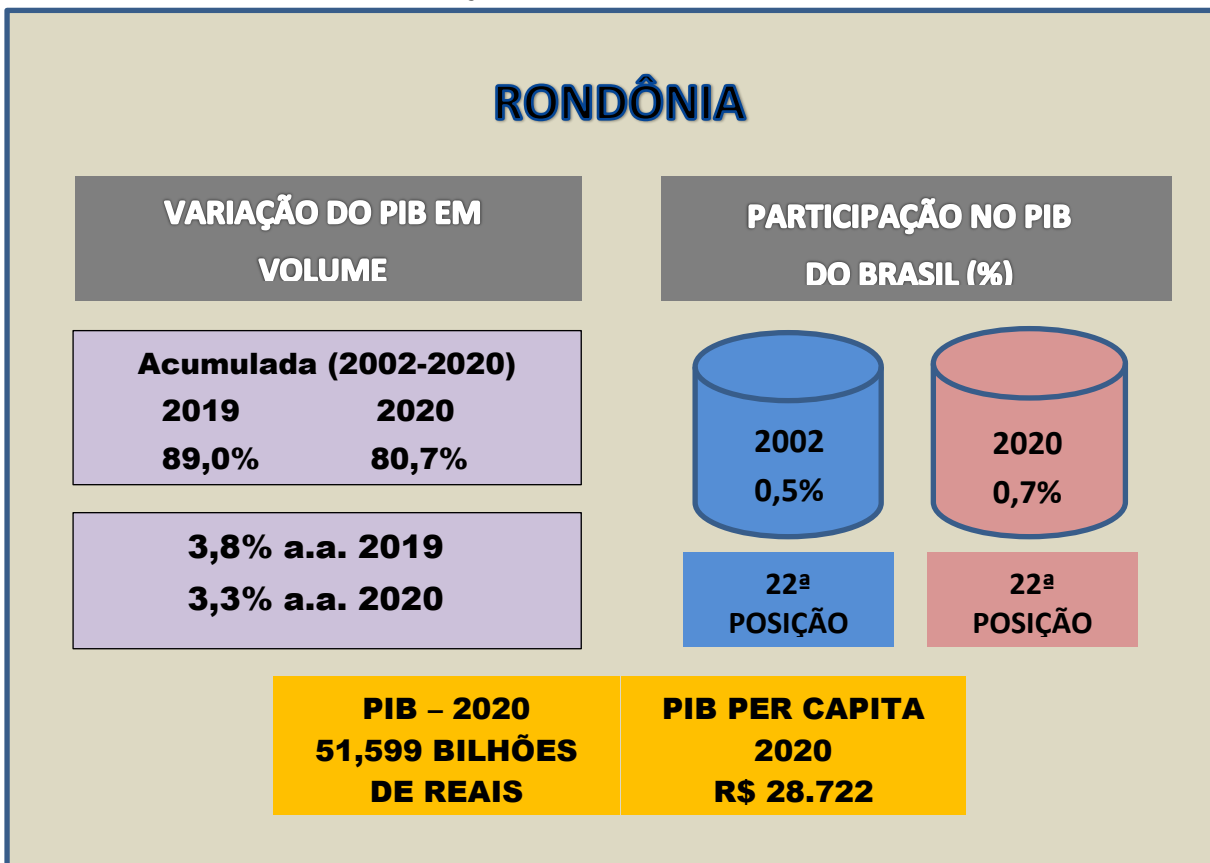 RONDÔNIA
VARIAÇÃO DO PIB EM
VOLUME
Acumulada (2002-2020)
2019 2020
89,0% 80,7%
3,8% a.a. 2019
3,3% a.a. 2020
PARTICIPAÇÃO NO PIB
DO BRASIL (%)
2002
0,5%
2020
0,7%
22ª
POSIÇÃO
22ª
POSIÇÃO
PIB – 2020
51,599 BILHÕES
DE REAIS
PIB PER CAPITA
2020
R$ 28.722